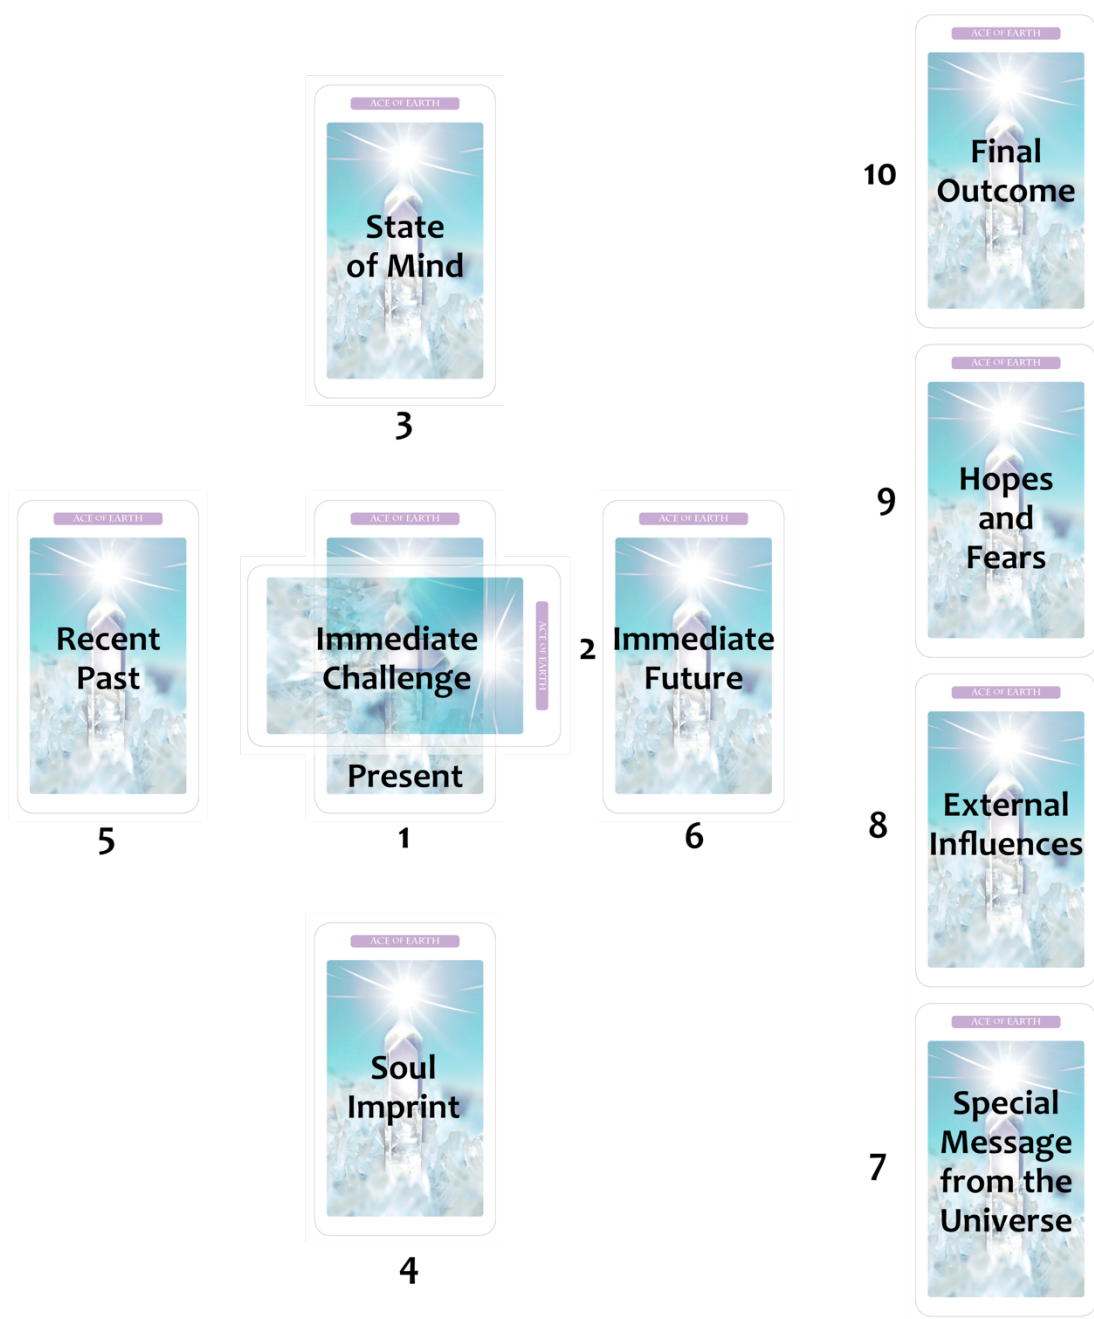 ACE OF EARTH
State
of Mind
3
ACE OF EARTH
Recent
Past
5
ACE OF EARTH
ACE OF EARTH
Immediate
Challenge
2
Present
1
ACE OF EARTH
Immediate
Future
6
ACE OF EARTH
Soul
Imprint
4
ACE OF EARTH
Final
Outcome
10
ACE OF EARTH
Hopes
and
Fears
9
ACE OF EARTH
External
Influences
8
ACE OF EARTH
Special
Message
from the
Universe
7